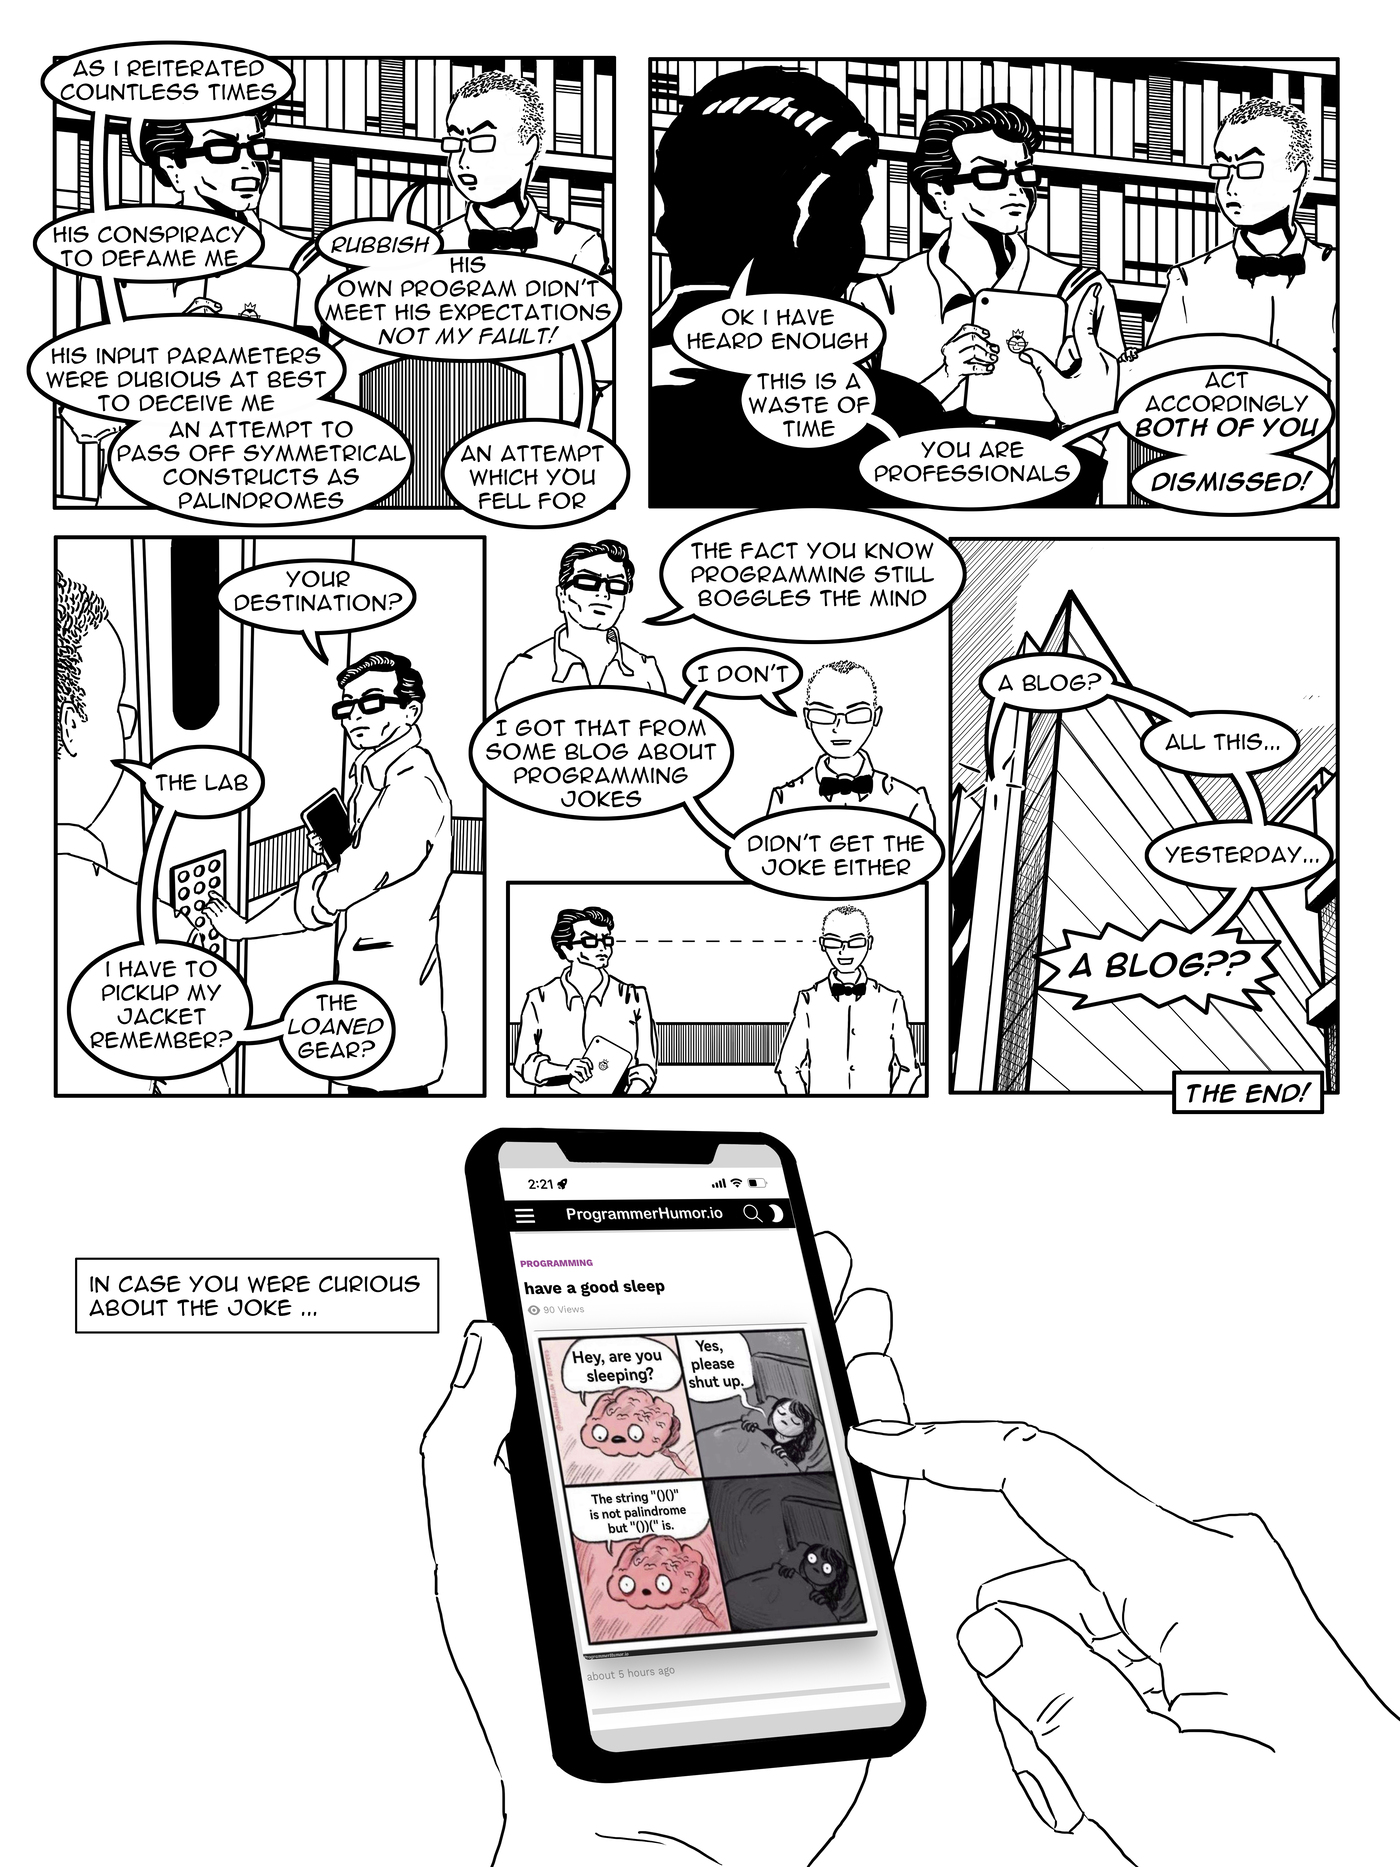 AS I REITERATED
COUNTLESS TIMES
HIS CONSPIRACY
TO DEFAME ME
HIS INPUT PARAMETERS
WERE DUBIOUS AT BEST
TO DECEIVE ME
AN ATTEMPT TO
PASS OFF SYMMETRICAL
CONSTRUCTS AS
PALINDROMES
RUBBISH
HIS
OWN PROGRAM DIDN'T
MEET HIS EXPECTATIONS
NOT MY FAULT!
AN ATTEMPT
WHICH YOU
FELL FOR
OK I HAVE
HEARD ENOUGH
THIS IS A
WASTE OF
TIME
YOU ARE
PROFESSIONALS
ACT
ACCORDINGLY
BOTH OF YOU
DISMISSED!
YOUR
DESTINATION?
THE LAB
I HAVE TO
PICKUP MY
JACKET
REMEMBER?
THE
LOANED
GEAR?
THE FACT YOU KNOW
PROGRAMMING STILL
BOGGLES THE MIND
I DON'T
I GOT THAT FROM
SOME BLOG ABOUT
PROGRAMMING
JOKES
DIDN'T GET THE
JOKE EITHER
A BLOG?
ALL THIS...
YESTERDAY...
A BLOG??
THE END!
IN CASE YOU WERE CURIOUS
ABOUT THE JOKE ...
2:21
ProgrammerHumor.io
PROGRAMMING
have a good sleep
90 Views
Hey, are you
sleeping?
Yes,
please
shut up.
The string "()()"
is not palindrome
but "())(" is.
ProgrammerHumor.io
about 5 hours ago